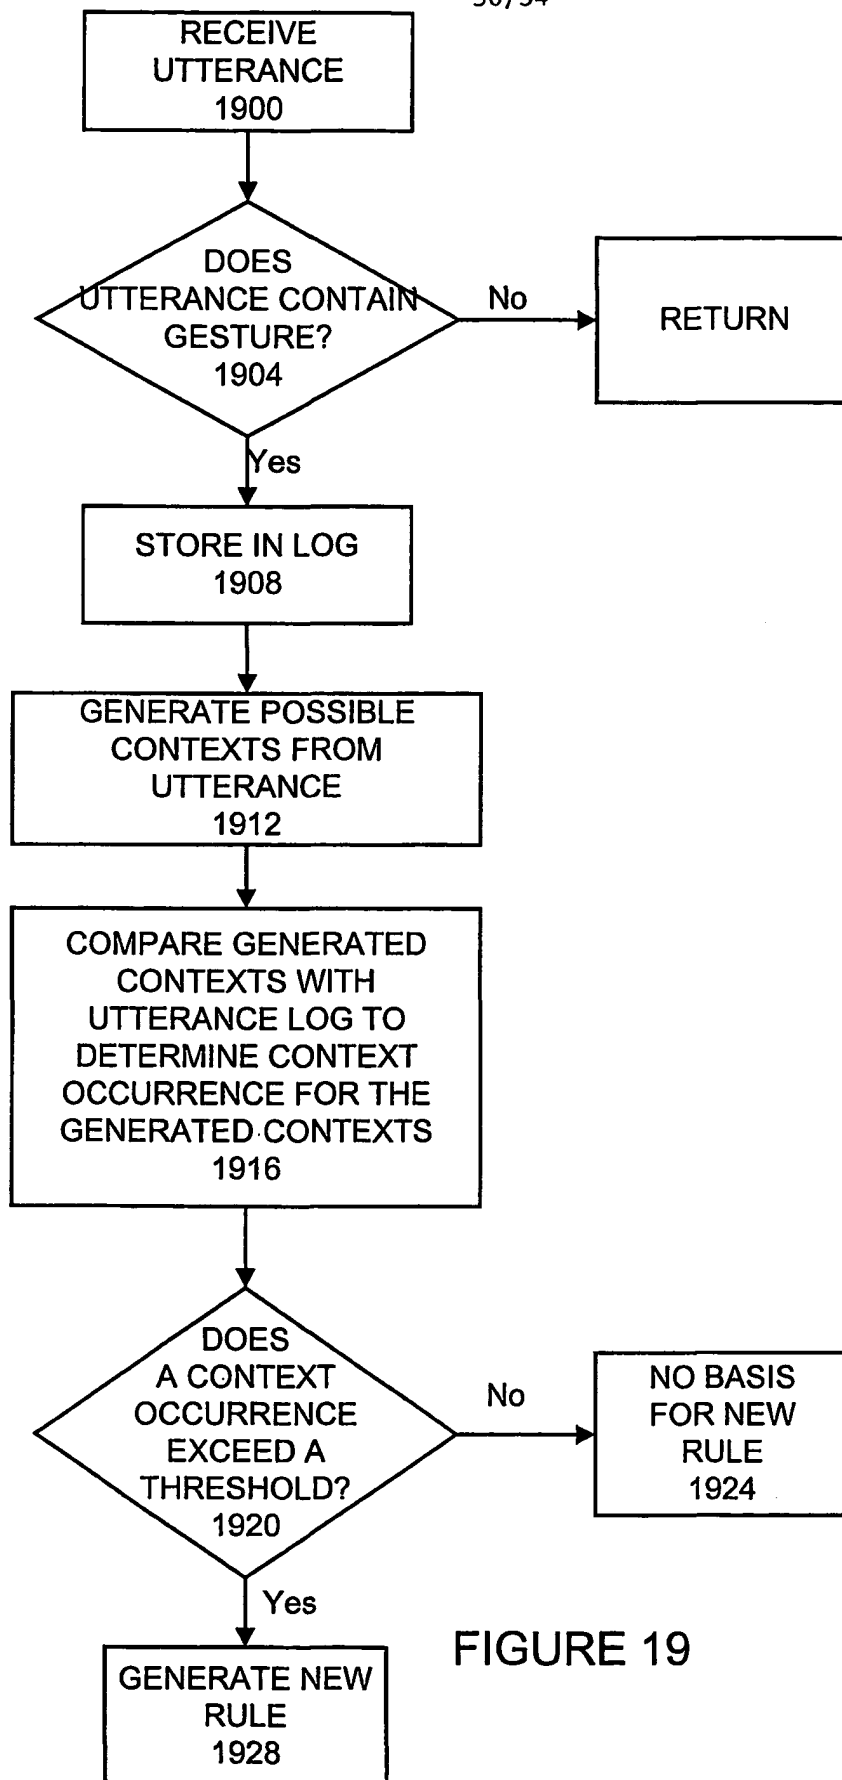 RECEIVE
UTTERANCE
1900
DOES
UTTERANCE CONTAIN
GESTURE?
1904
No
RETURN
Yes
STORE IN LOG
1908
GENERATE POSSIBLE
CONTEXTS FROM
UTTERANCE
1912
COMPARE GENERATED
CONTEXTS WITH
UTTERANCE LOG TO
DETERMINE CONTEXT
OCCURRENCE FOR THE
GENERATED CONTEXTS
1916
DOES
A CONTEXT
OCCURRENCE
EXCEED A
THRESHOLD?
1920
No
NO BASIS
FOR NEW
RULE
1924
Yes
GENERATE NEW
RULE
1928
FIGURE 19